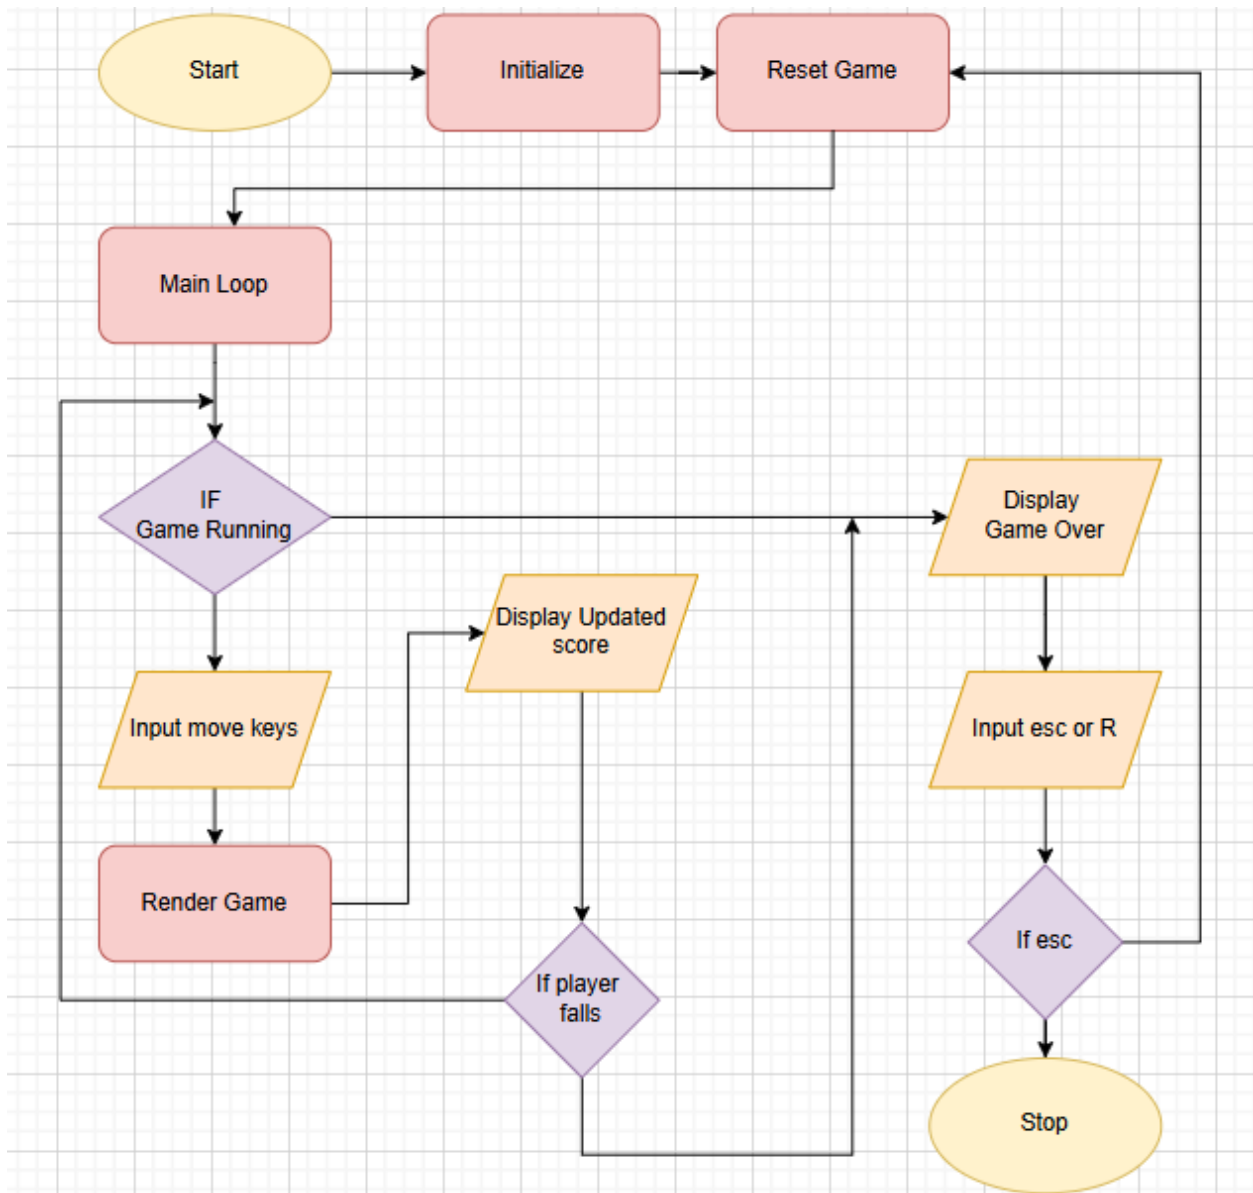 Start
Initialize
Reset Game
Main Loop
IF
Game Running
Display
Game Over
Display Updated
score
Input move keys
Input esc or R
Render Game
If esc
If player
falls
Stop